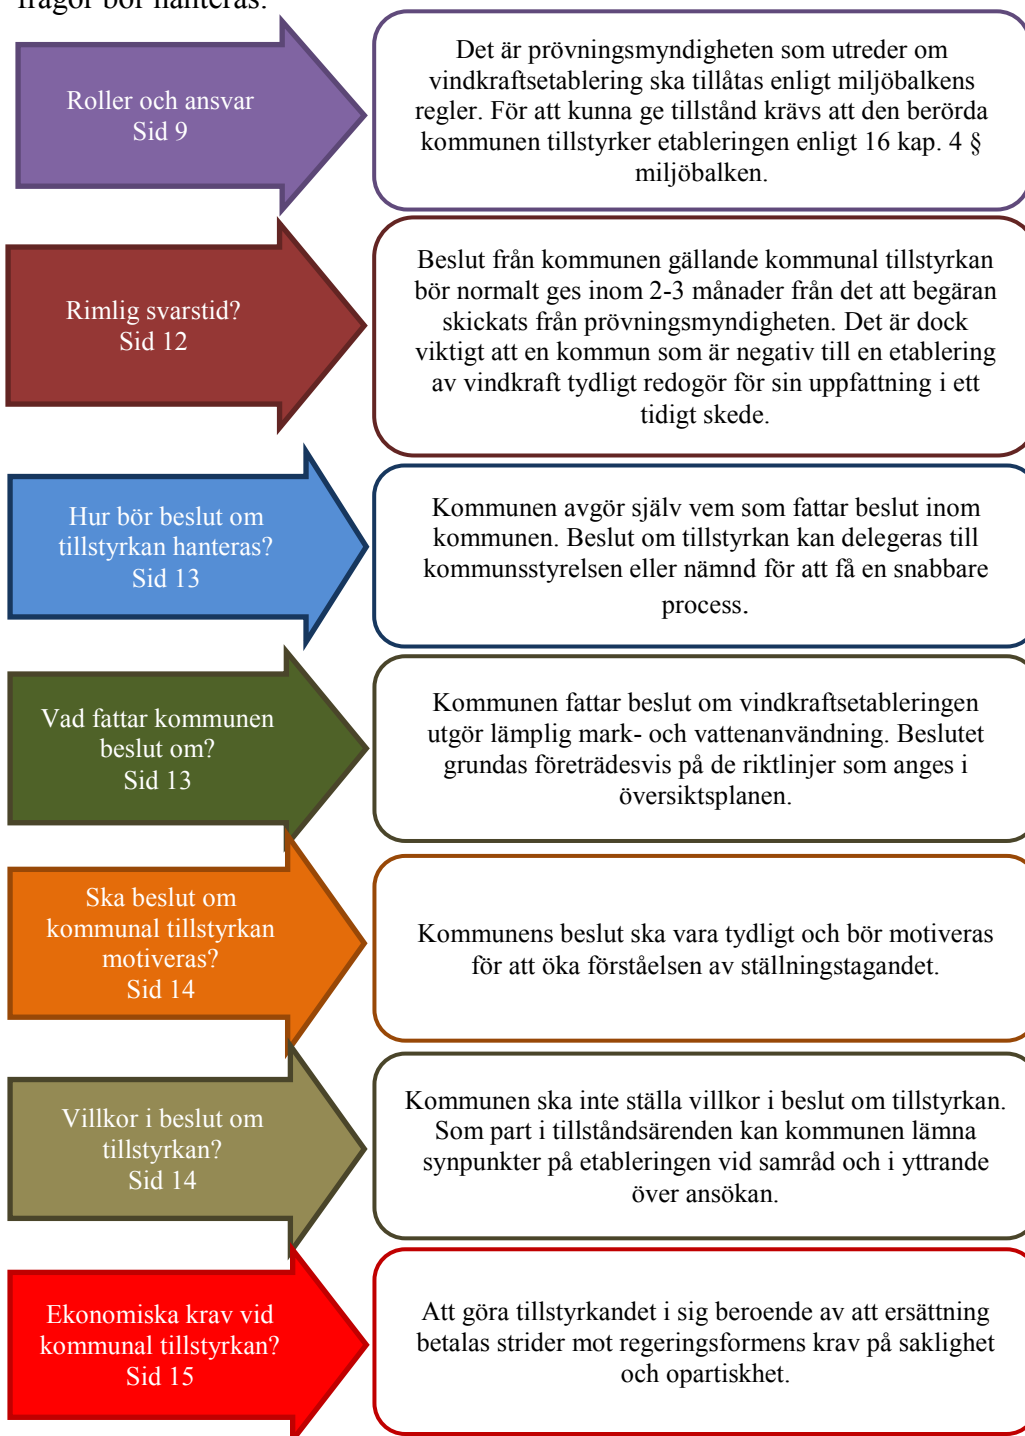 frågor bör hanteras.
Roller och ansvar
Sid 9
Det är prövningsmyndigheten som utreder om
vindkraftsetablering ska tillåtas enligt miljöbalkens
regler. För att kunna ge tillstånd krävs att den berörda
kommunen tillstyrker etableringen enligt 16 kap. 4 §
miljöbalken.
Rimlig svarstid?
Sid 12
Beslut från kommunen gällande kommunal tillstyrkan
bör normalt ges inom 2-3 månader från det att begäran
skickats från prövningsmyndigheten. Det är dock
viktigt att en kommun som är negativ till en etablering
av vindkraft tydligt redogör för sin uppfattning i ett
tidigt skede.
Hur bör beslut om
tillstyrkan hanteras?
Sid 13
Kommunen avgör själv vem som fattar beslut inom
kommunen. Beslut om tillstyrkan kan delegeras till
kommunsstyrelsen eller nämnd för att få en snabbare
process.
Vad fattar kommunen
beslut om?
Sid 13
Kommunen fattar beslut om vindkraftsetableringen
utgör lämplig mark- och vattenanvändning. Beslutet
grundas företrädesvis på de riktlinjer som anges i
översiktsplanen.
Ska beslut om
kommunal tillstyrkan
motiveras?
Sid 14
Kommunens beslut ska vara tydligt och bör motiveras
för att öka förståelsen av ställningstagandet.
Villkor i beslut om
tillstyrkan?
Sid 14
Kommunen ska inte ställa villkor i beslut om tillstyrkan.
Som part i tillståndsärenden kan kommunen lämna
synpunkter på etableringen vid samråd och i yttrande
över ansökan.
Ekonomiska krav vid
kommunal tillstyrkan?
Sid 15
Att göra tillstyrkandet i sig beroende av att ersättning
betalas strider mot regeringsformens krav på saklighet
och opartiskhet.